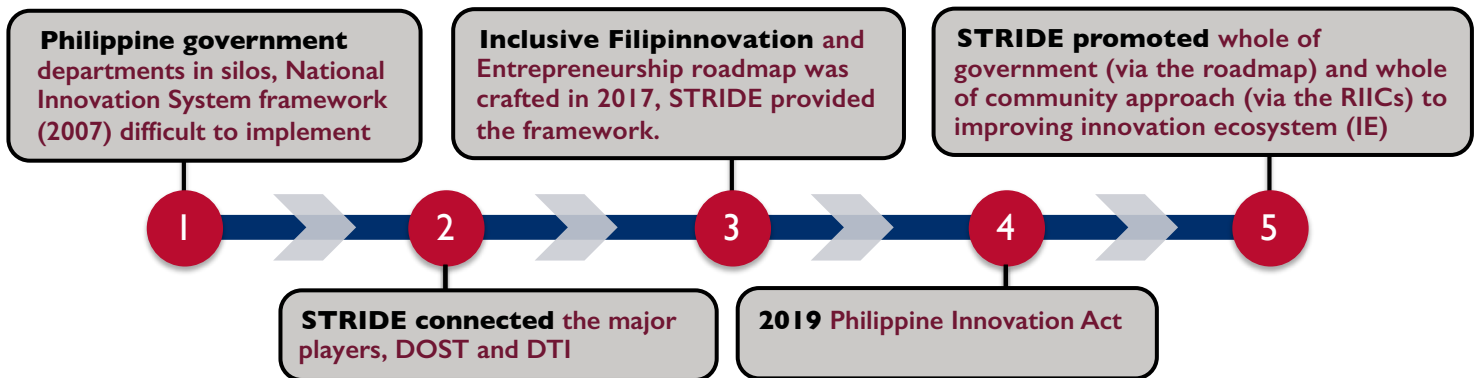 Philippine government
departments in silos, National
Innovation System framework
(2007) difficult to implement
Inclusive Filipinnovation and
Entrepreneurship roadmap was
crafted in 2017, STRIDE provided
the framework.
STRIDE promoted whole of
government (via the roadmap) and whole
of community approach (via the RIICs) to
improving innovation ecosystem (IE)
1
2
3
4
5
STRIDE connected the major
players, DOST and DTI
2019 Philippine Innovation Act